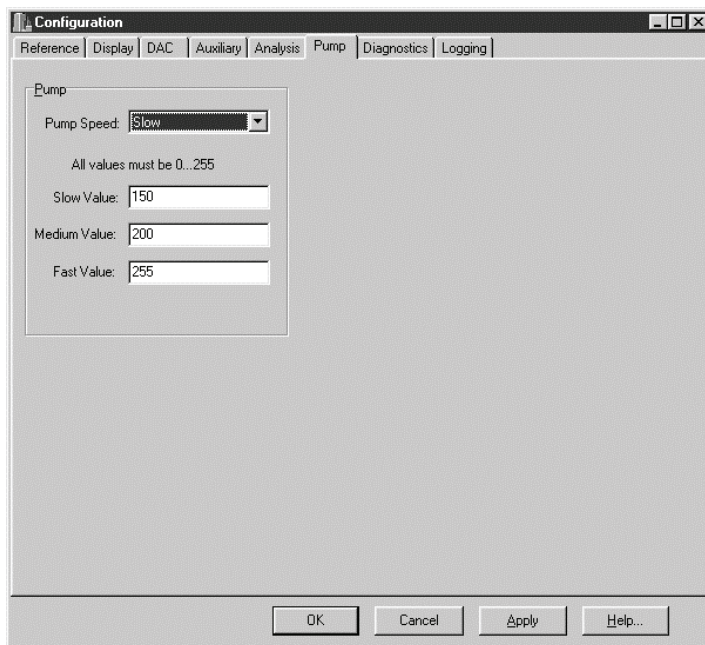 Configuration
Reference Display DAC Auxiliary Analysis Pump Diagnostics Logging
Pump
Pump Speed: Slow
All values must be 0...255
Slow Value: 150
Medium Value: 200
Fast Value: 255
OK Cancel Apply Help...